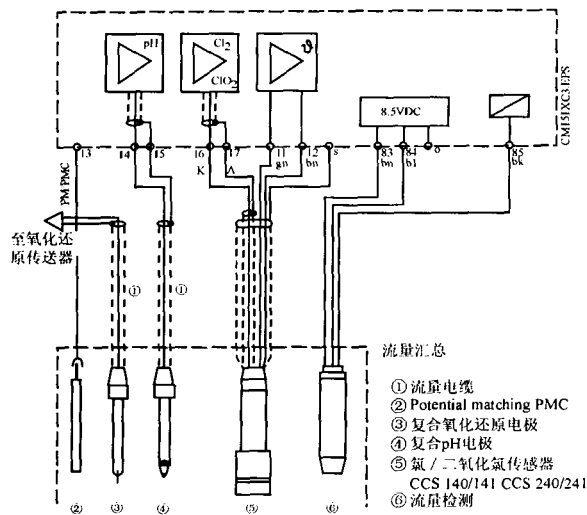 pH
Cl2
ClO2
ϑ
8.5VDC
13
14
15
16
17
11
gn
12
bn
s
83
bn
84
bl
85
bk
K
A
PM PMC
至氧化还
原传送器
①
①
流量汇总
① 流量电缆
② Potential matching PMC
③ 复合氧化还原电极
④ 复合pH电极
⑤ 氯 / 二氧化氯传感器
CCS 140/141 CCS 240/241
⑥ 流量检测
②
③
④
⑤
⑥